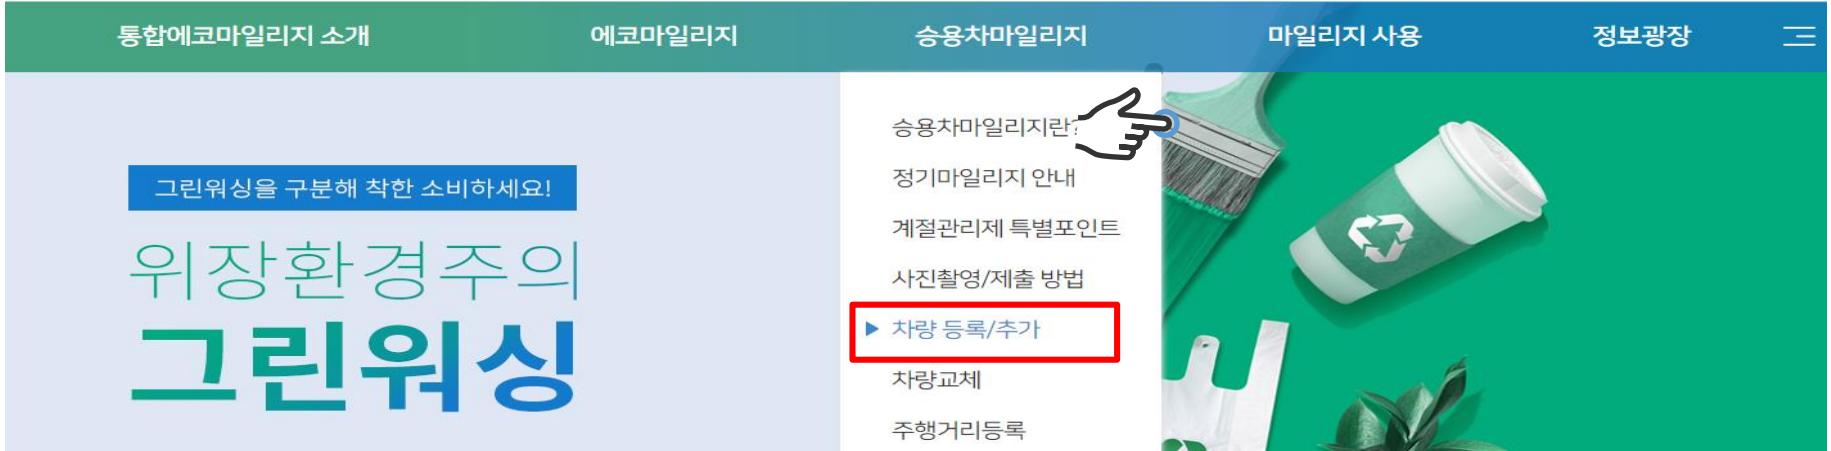 통합에코마일리지 소개
에코마일리지
승용차마일리지
마일리지 사용
정보광장
승용차마일리지란?
정기마일리지 안내
계절관리제 특별포인트
사진촬영/제출 방법
차량 등록/추가
차량교체
주행거리등록
그린워싱을 구분해 착한 소비하세요!
위장환경주의
그린워싱